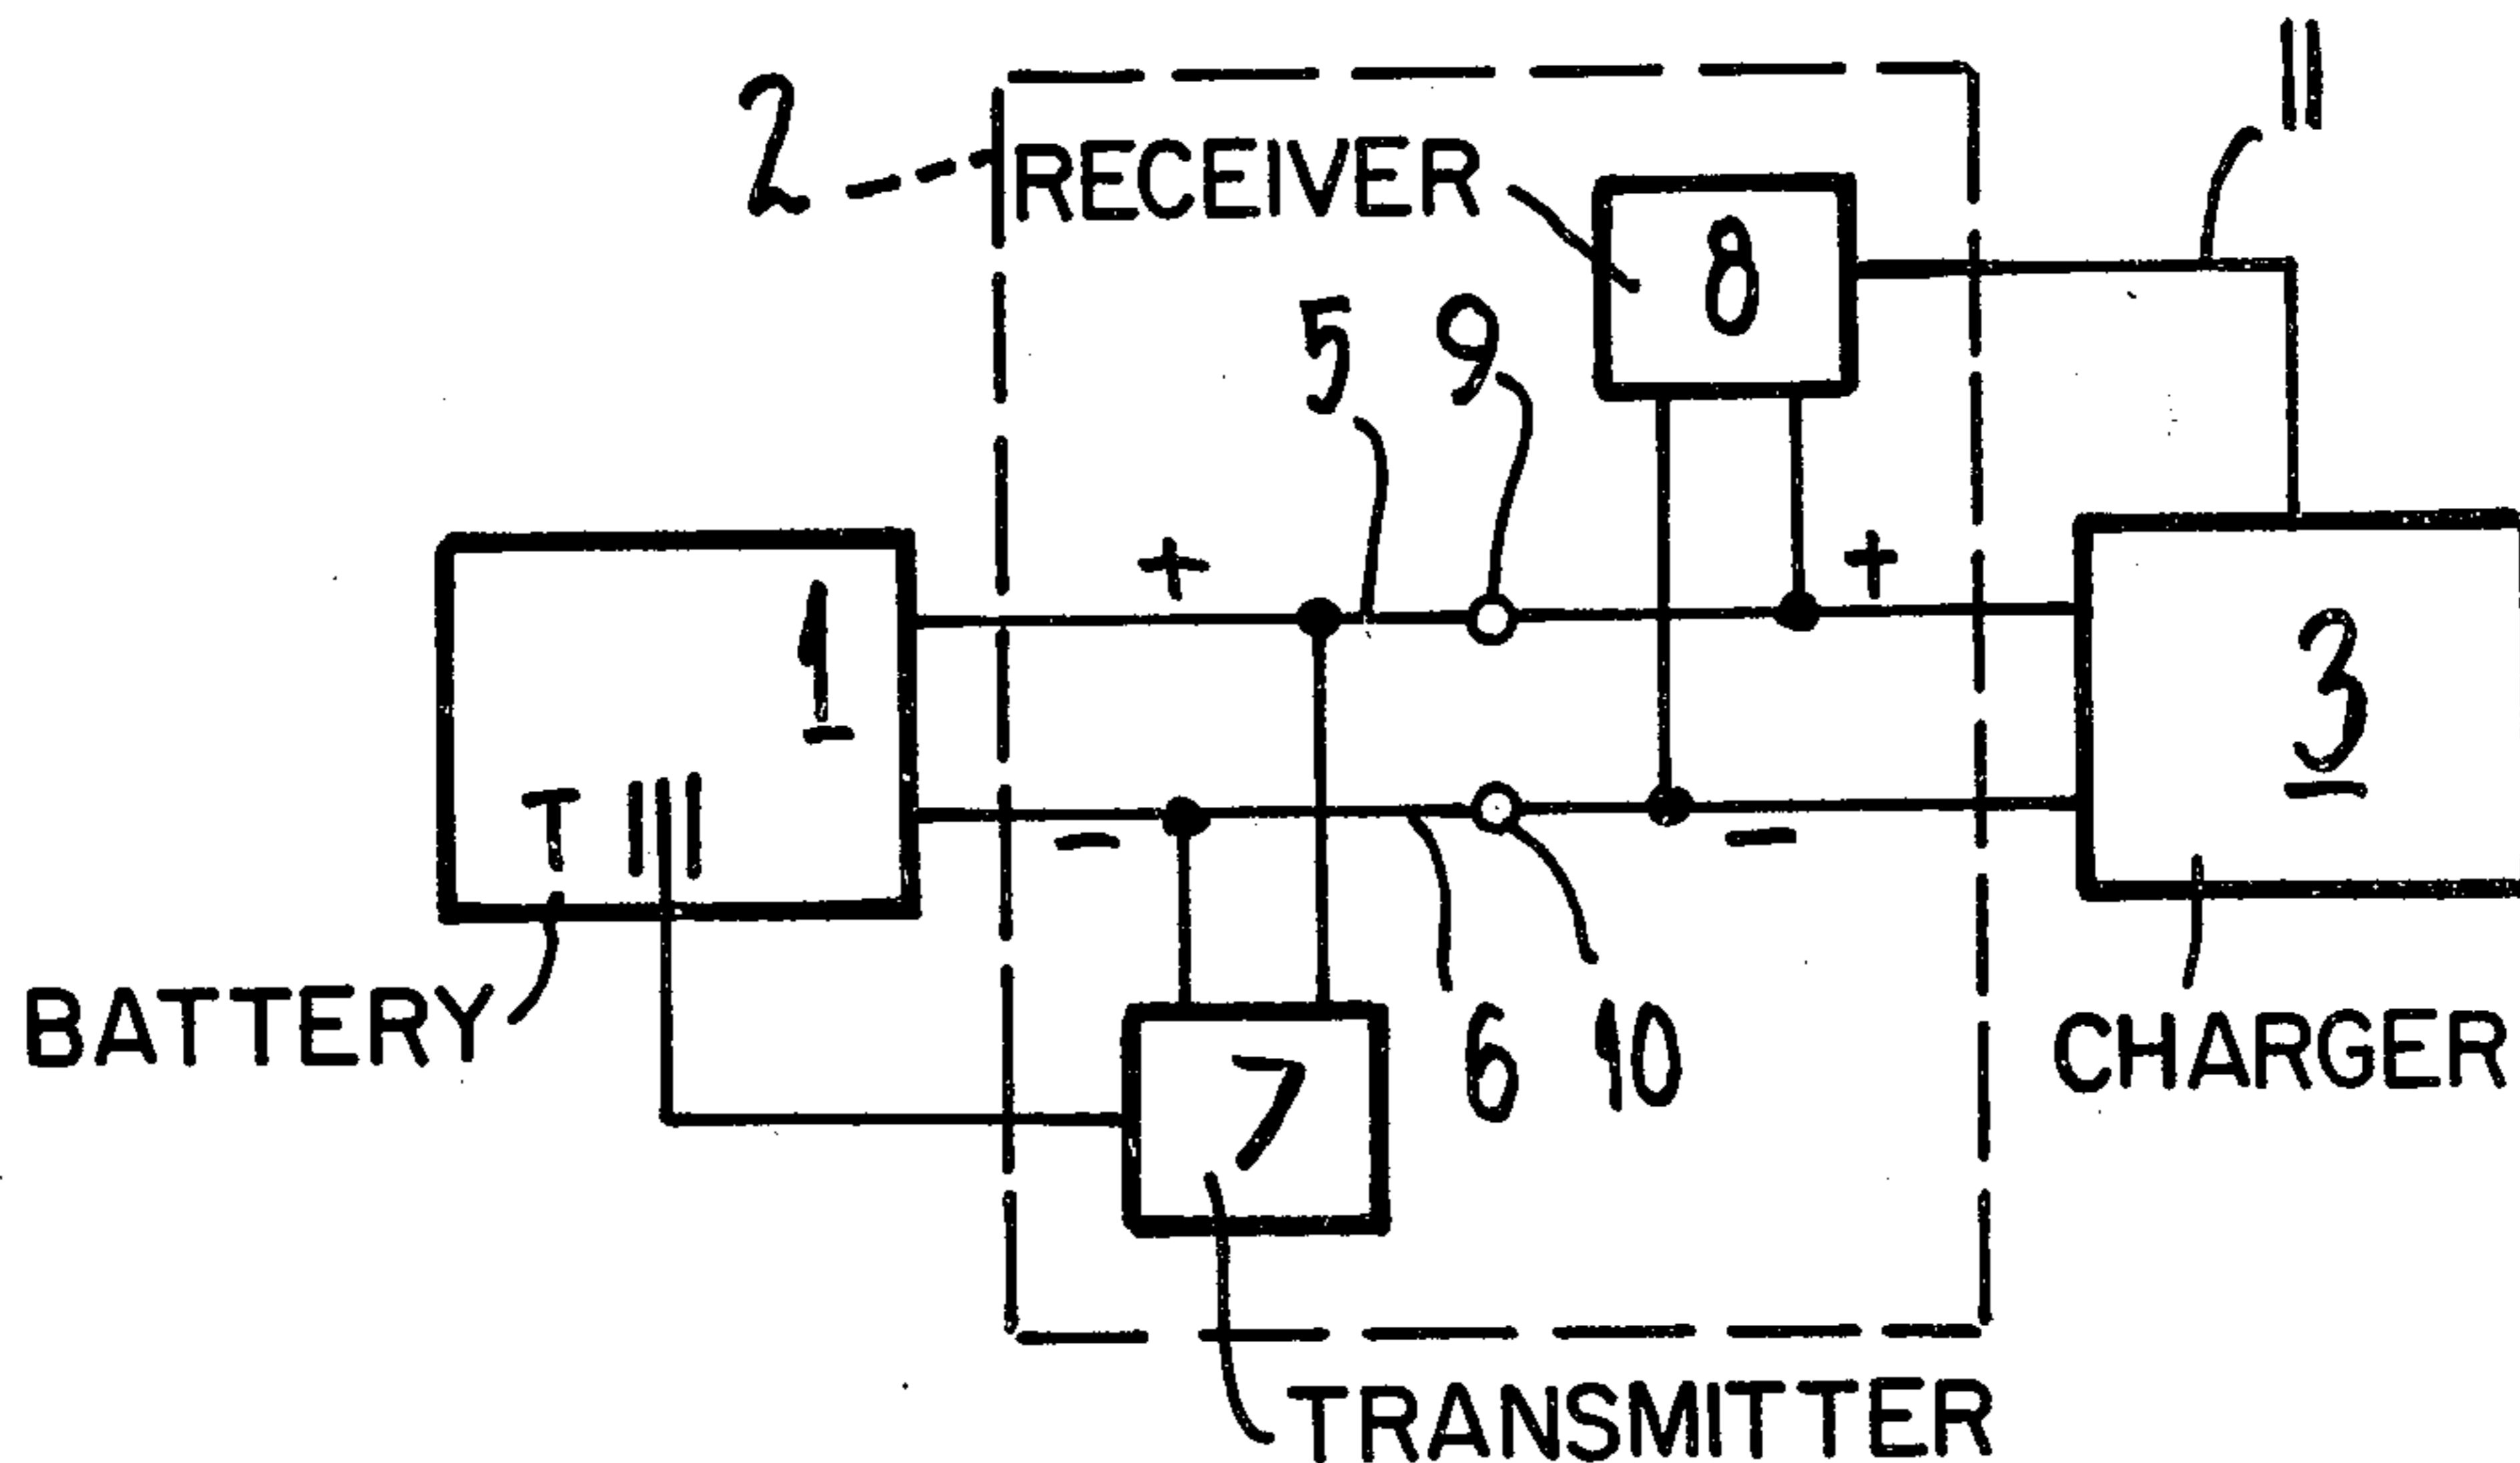 11
2
RECEIVER
8
5 9
+
+
1
3
T
-
-
BATTERY
7
6 10
CHARGER
TRANSMITTER